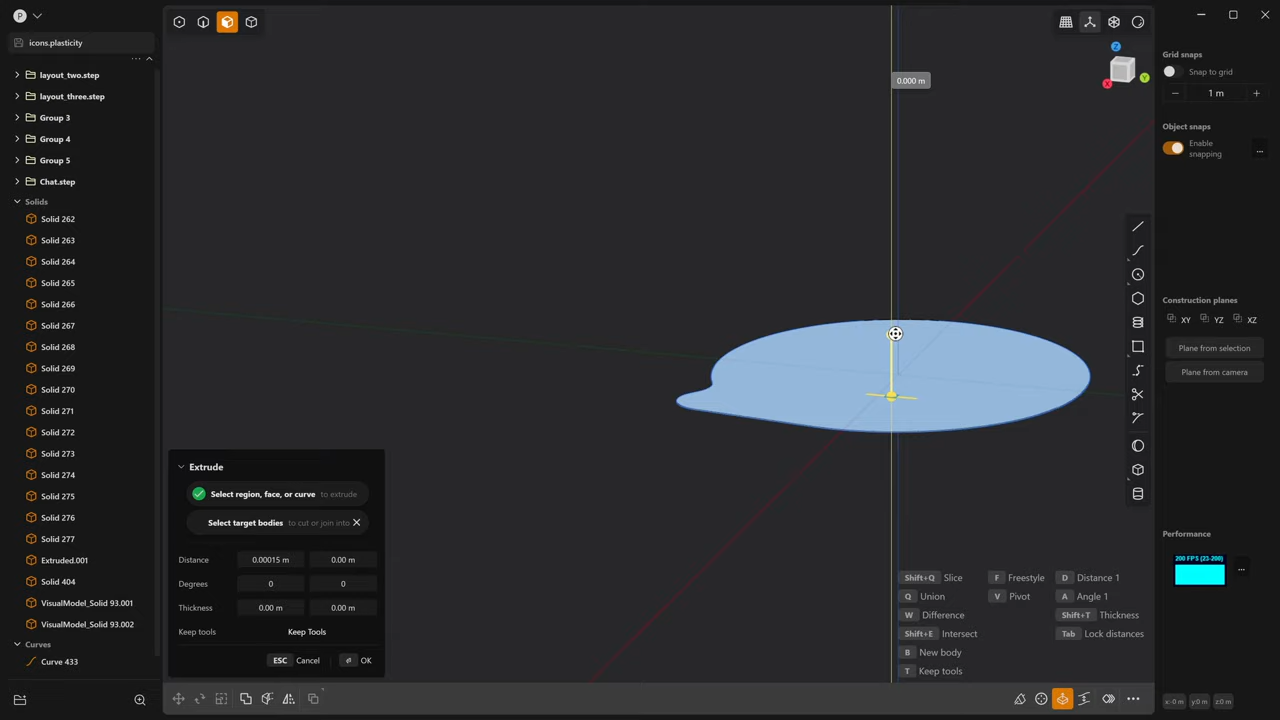 P
icons.plasticity
...
layout_two.step
layout_three.step
Group 3
Group 4
Group 5
Chat.step
Solids
Solid 262
Solid 263
Solid 264
Solid 265
Solid 266
Solid 267
Solid 268
Solid 269
Solid 270
Solid 271
Solid 272
Solid 273
Solid 274
Solid 275
Solid 276
Solid 277
Extruded.001
Solid 404
VisualModel_Solid 93.001
VisualModel_Solid 93.002
Curves
Curve 433
0.000 m
Z
X
Y
Extrude
Select region, face, or curve to extrude
Select target bodies to cut or join into
Distance 0.00015 m 0.00 m
Degrees 0 0
Thickness 0.00 m 0.00 m
Keep tools Keep Tools
ESC Cancel OK
Shift+Q Slice F Freestyle D Distance 1
Q Union V Pivot A Angle 1
W Difference Shift+T Thickness
Shift+E Intersect Tab Lock distances
B New body
T Keep tools
Grid snaps
Snap to grid
1 m
Object snaps
Enable snapping ...
Construction planes
XY YZ XZ
Plane from selection
Plane from camera
Performance
200 FPS (23-200)
...
x:-0 m y:0 m z:0 m